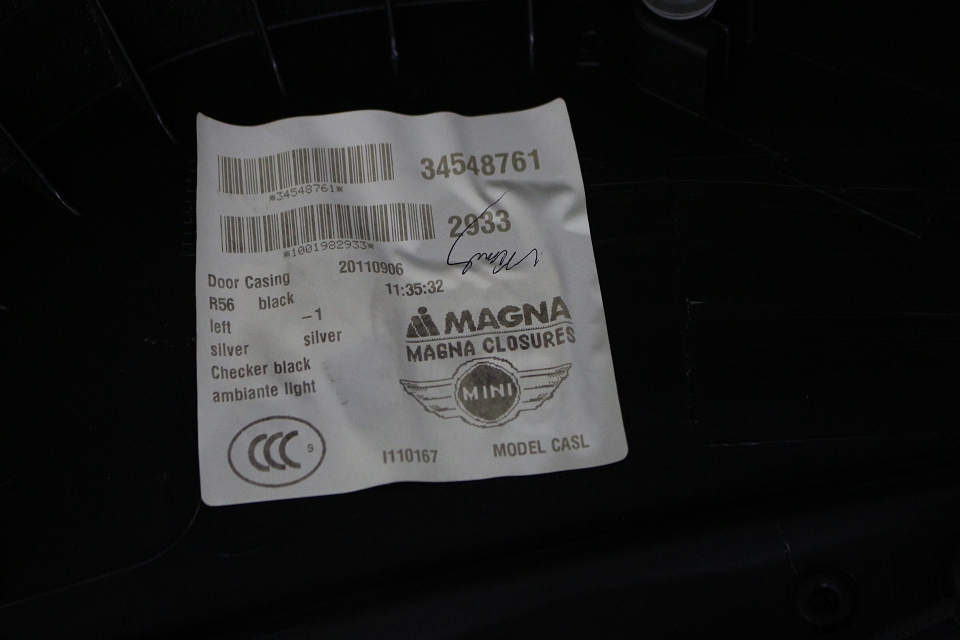 34548761
*34548761*
2933
*1001982933*
Door Casing 20110906
R56 black 11:35:32
left -1
silver silver
Checker black
ambiante light
MAGNA
MAGNA CLOSURES
MINI
CCC S
I110167 MODEL CASL